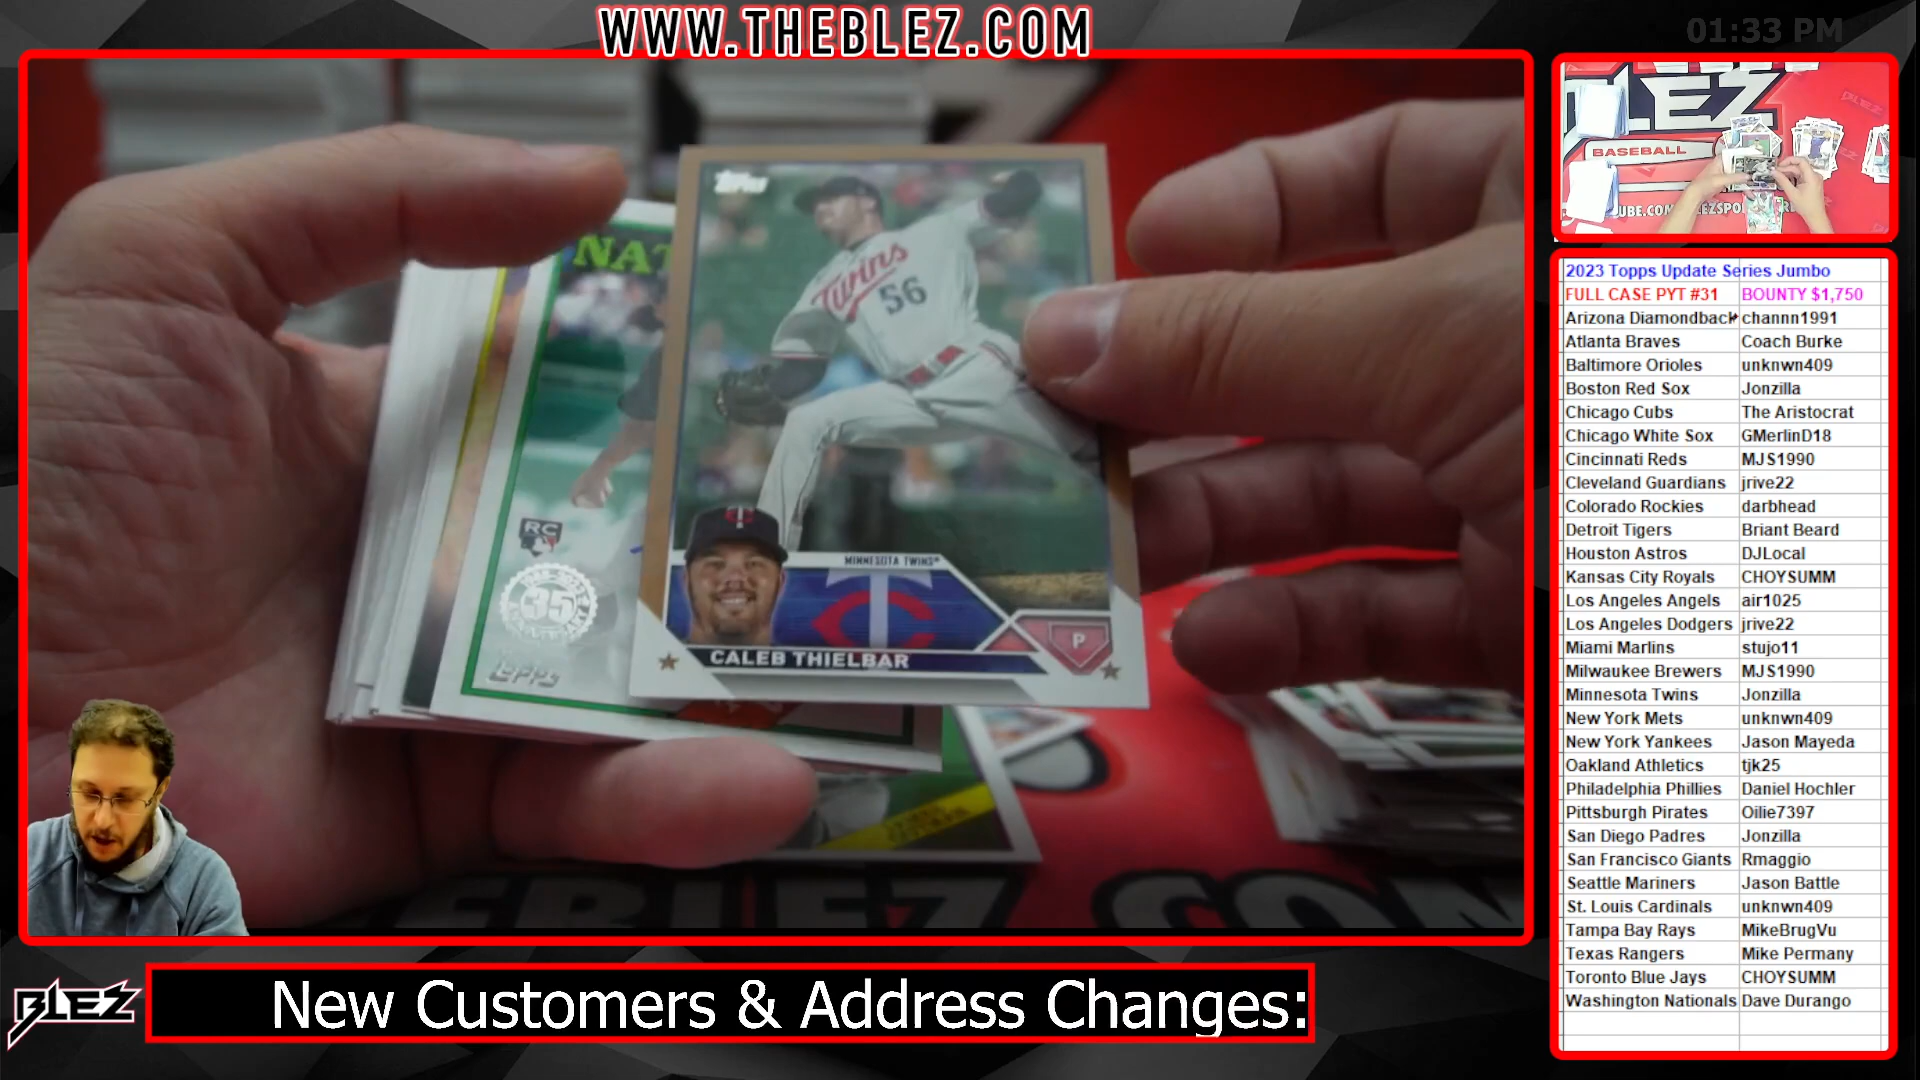 WWW.THEBLEZ.COM
01:33 PM
topps
NAT
Twins
56
RC
35
MINNESOTA TWINS
CALEB THIELBAR
P
topps
BLEZ
BASEBALL
2023 Topps Update Series Jumbo
FULL CASE PYT #31 BOUNTY $1,750
Arizona Diamondback channn1991
Atlanta Braves Coach Burke
Baltimore Orioles unknwn409
Boston Red Sox Jonzilla
Chicago Cubs The Aristocrat
Chicago White Sox GMerlinD18
Cincinnati Reds MJS1990
Cleveland Guardians jrive22
Colorado Rockies darbhead
Detroit Tigers Briant Beard
Houston Astros DJLocal
Kansas City Royals CHOYSUMM
Los Angeles Angels air1025
Los Angeles Dodgers jrive22
Miami Marlins stujo11
Milwaukee Brewers MJS1990
Minnesota Twins Jonzilla
New York Mets unknwn409
New York Yankees Jason Mayeda
Oakland Athletics tjk25
Philadelphia Phillies Daniel Hochler
Pittsburgh Pirates Oilie7397
San Diego Padres Jonzilla
San Francisco Giants Rmaggio
Seattle Mariners Jason Battle
St. Louis Cardinals unknwn409
Tampa Bay Rays MikeBrugVu
Texas Rangers Mike Permany
Toronto Blue Jays CHOYSUMM
Washington Nationals Dave Durango
BLEZ
New Customers & Address Changes: